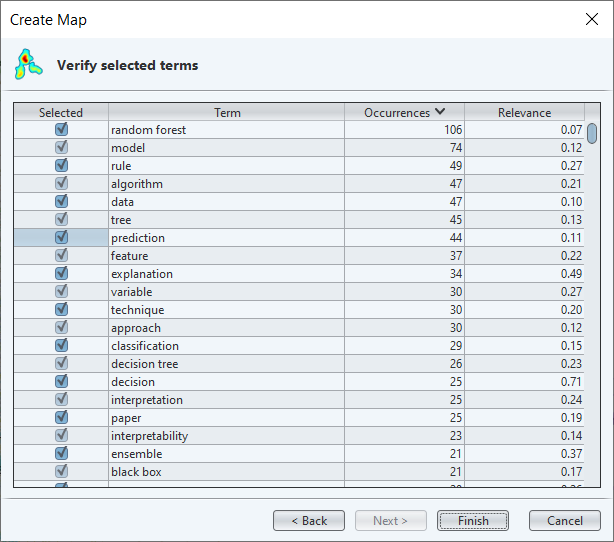 Create Map
Verify selected terms
Selected Term Occurrences Relevance
random forest 106 0.07
model 74 0.12
rule 49 0.27
algorithm 47 0.21
data 47 0.10
tree 45 0.13
prediction 44 0.11
feature 37 0.22
explanation 34 0.49
variable 30 0.27
technique 30 0.20
approach 30 0.12
classification 29 0.15
decision tree 26 0.23
decision 25 0.71
interpretation 25 0.24
paper 25 0.19
interpretability 23 0.14
ensemble 21 0.37
black box 21 0.17
< Back Next > Finish Cancel